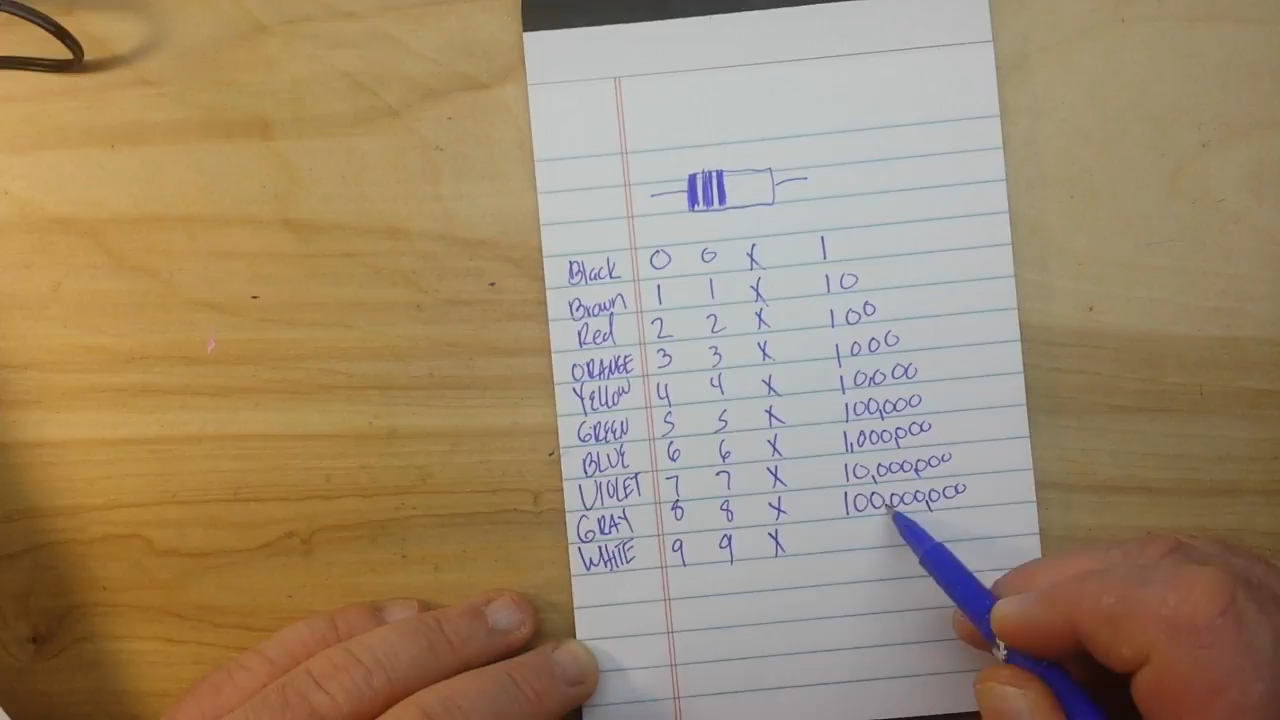 Black 0 0 X 1
Brown 1 1 X 10
Red 2 2 X 100
ORANGE 3 3 X 1000
YEllow 4 4 X 10,000
GREEN 5 5 X 100,000
BLUE 6 6 X 1,000,000
VIOLET 7 7 X 10,000,000
GRAY 8 8 X 100,000,000
WHITE 9 9 X